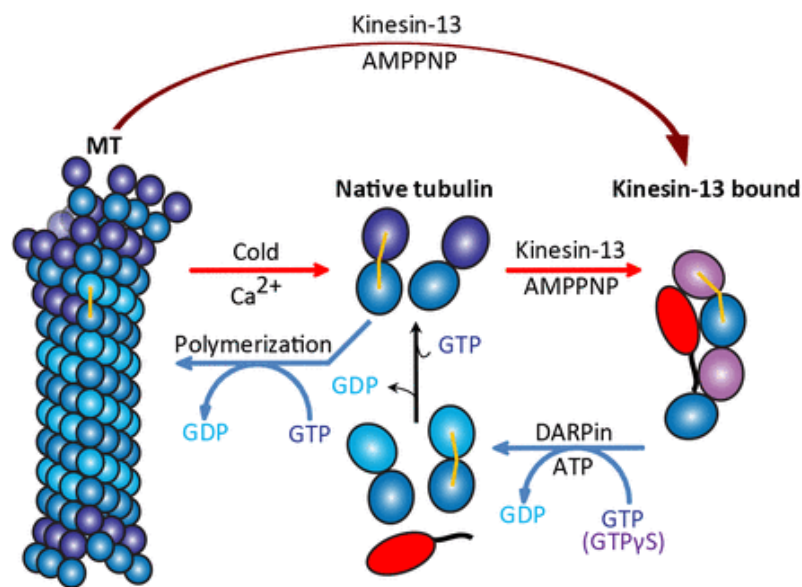 Kinesin-13
AMPPNP
MT
Native tubulin
Kinesin-13 bound
Cold
Ca2+
Kinesin-13
AMPPNP
Polymerization
GTP
GDP
GDP
GTP
DARPin
ATP
GDP
GTP
(GTPγS)